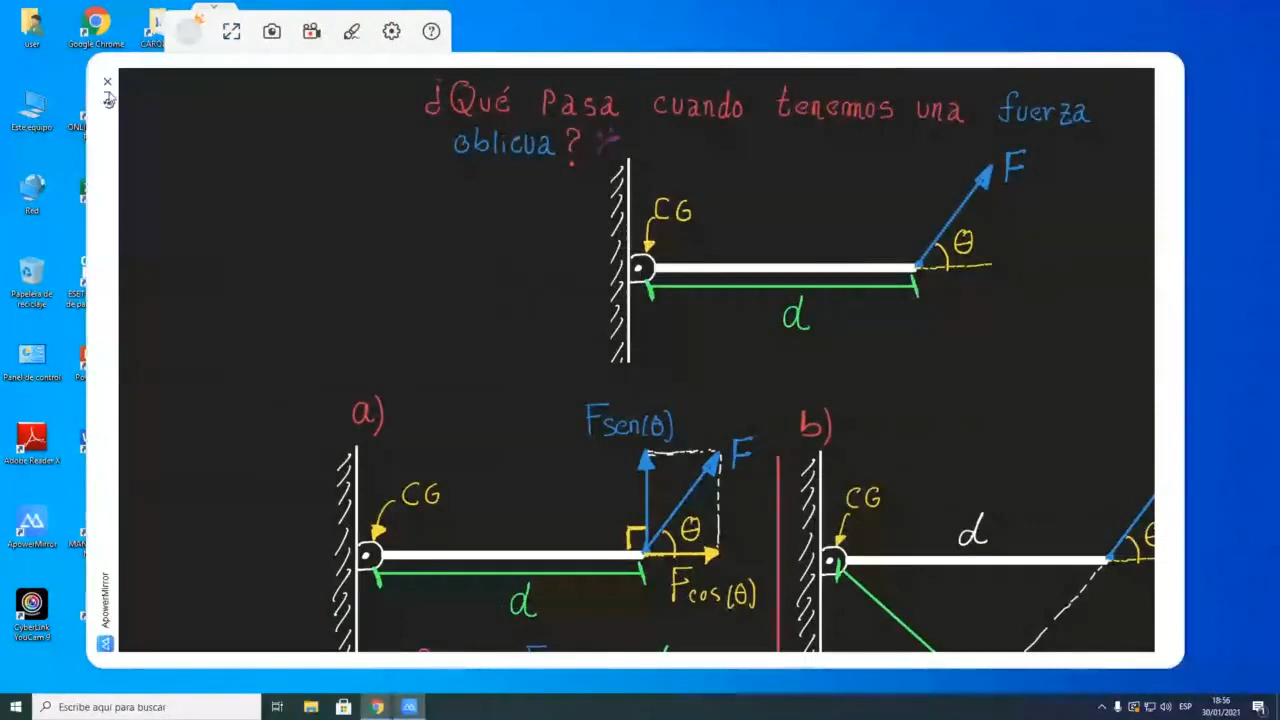 user
Google Chrome
Este equipo
Red
Papelera de
reciclaje
Panel de control
Adobe Reader X
ApowerMirror
CyberLink
YouCam 9
ApowerMirror
¿Qué Pasa cuando tenemos una fuerza
oblicua?
F
CG
θ
d
a)
Fsen(θ)
F
CG
θ
Fcos(θ)
d
b)
CG
d
Escribe aquí para buscar
ESP
18:56
30/01/2021